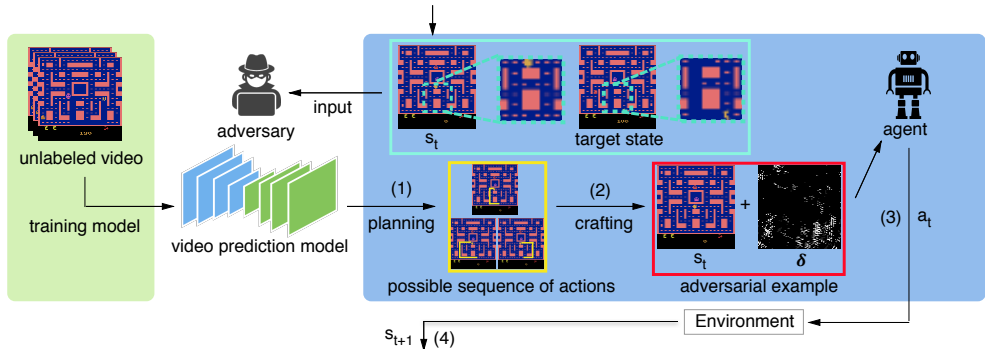 input
adversary
s_t
target state
agent
unlabeled video
training model
video prediction model
(1)
planning
possible sequence of actions
(2)
crafting
+
s_t
δ
adversarial example
(3)
a_t
Environment
s_{t+1}
(4)